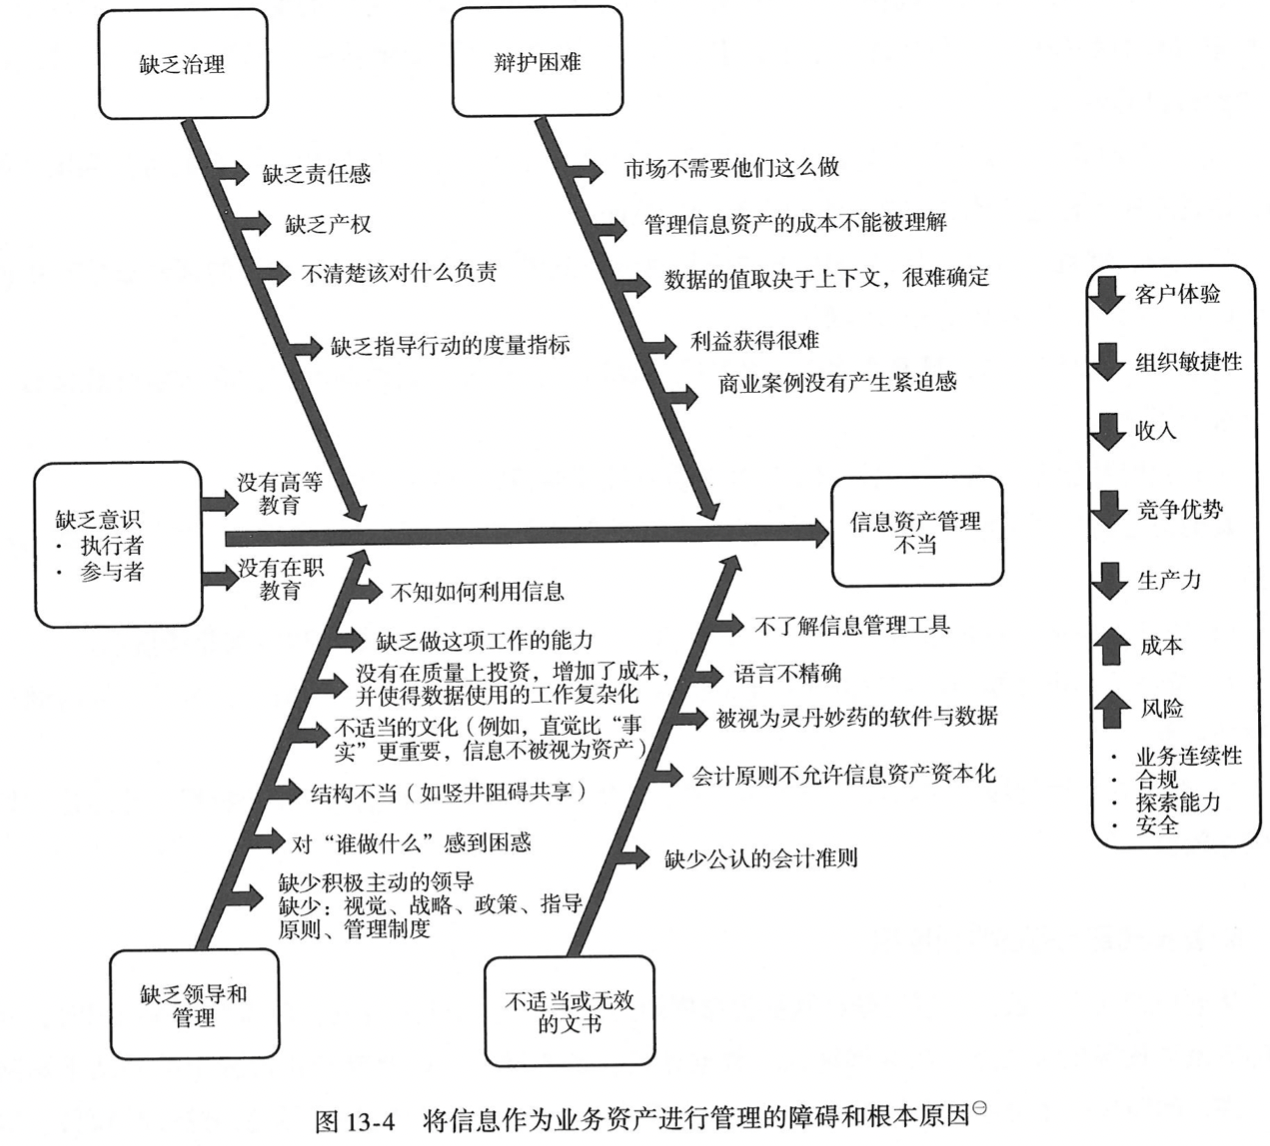 缺乏治理
缺乏责任感
缺乏产权
不清楚该对什么负责
缺乏指导行动的度量指标
辩护困难
市场不需要他们这么做
管理信息资产的成本不能被理解
数据的值取决于上下文，很难确定
利益获得很难
商业案例没有产生紧迫感
缺乏意识
· 执行者
· 参与者
没有高等
教育
没有在职
教育
信息资产管理
不当
不知如何利用信息
缺乏做这项工作的能力
没有在质量上投资，增加了成本，
并使得数据使用的工作复杂化
不适当的文化（例如，直觉比“事
实”更重要，信息不被视为资产）
结构不当（如竖井阻碍共享）
对“谁做什么”感到困惑
缺少积极主动的领导
缺少：视觉、战略、政策、指导
原则、管理制度
缺乏领导和
管理
不了解信息管理工具
语言不精确
被视为灵丹妙药的软件与数据
会计原则不允许信息资产资本化
缺少公认的会计准则
不适当或无效
的文书
客户体验
组织敏捷性
收入
竞争优势
生产力
成本
风险
· 业务连续性
· 合规
· 探索能力
· 安全
图 13-4 将信息作为业务资产进行管理的障碍和根本原因㊀